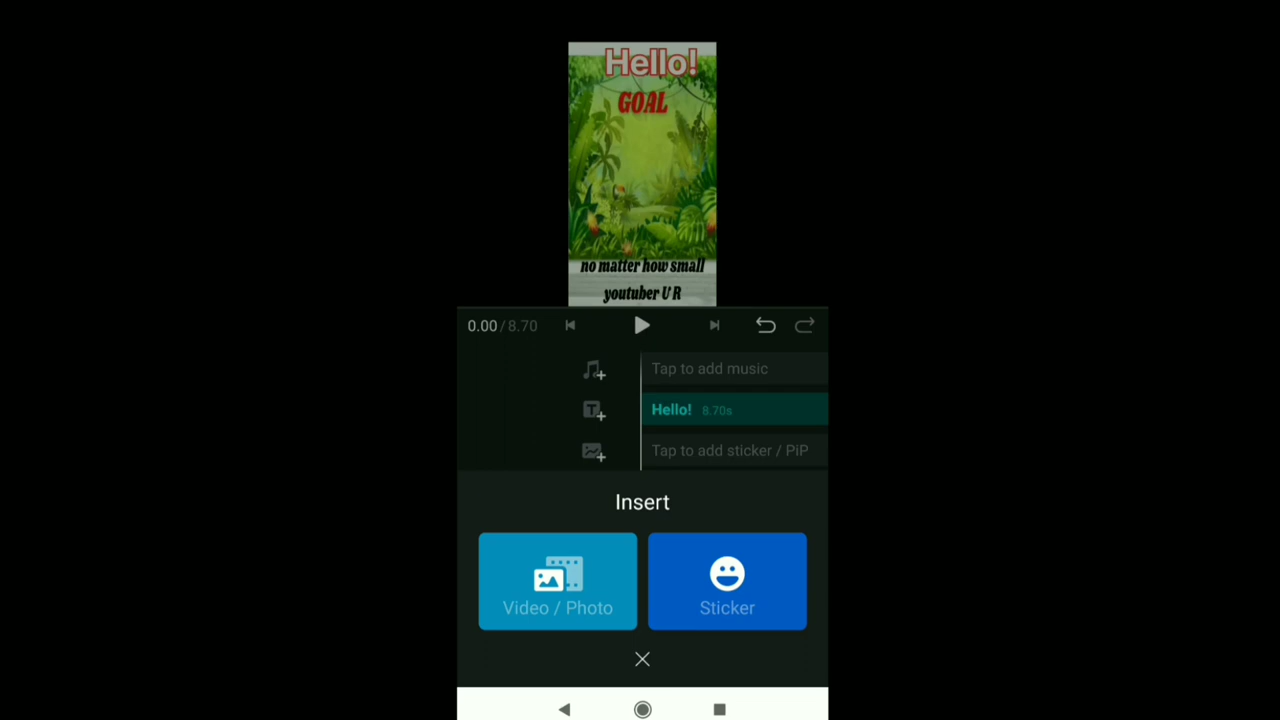 Hello!
GOAL
no matter how small
youtuber U R
0.00 / 8.70
Tap to add music
Hello! 8.70s
Tap to add sticker / PiP
Insert
Video / Photo
Sticker